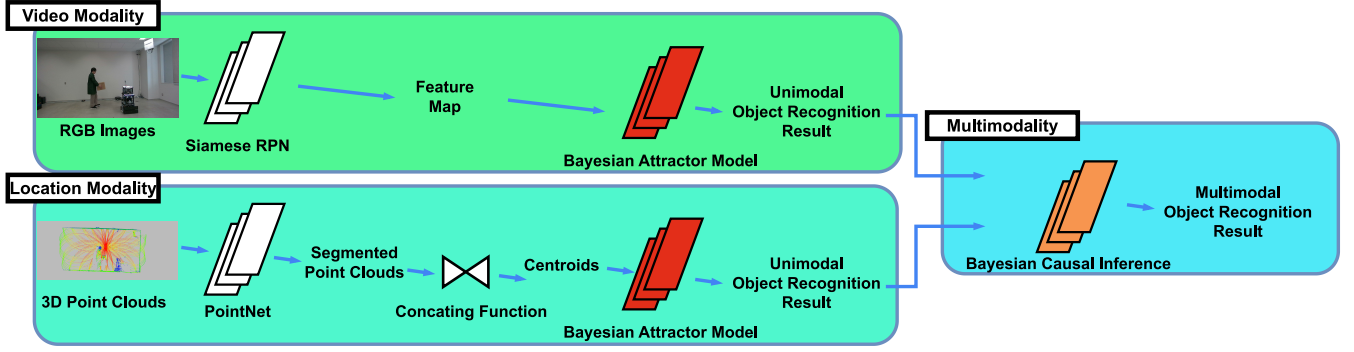 Video Modality
RGB Images
Siamese RPN
Feature
Map
Bayesian Attractor Model
Unimodal
Object Recognition
Result
Location Modality
3D Point Clouds
PointNet
Segmented
Point Clouds
Concating Function
Centroids
Bayesian Attractor Model
Unimodal
Object Recognition
Result
Multimodality
Bayesian Causal Inference
Multimodal
Object Recognition
Result